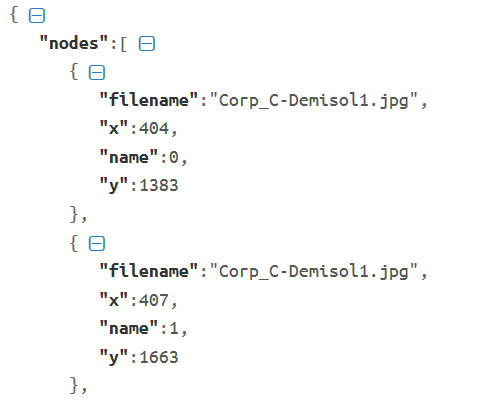 {
"nodes":[
{
"filename":"Corp_C-Demisol1.jpg",
"x":404,
"name":0,
"y":1383
},
{
"filename":"Corp_C-Demisol1.jpg",
"x":407,
"name":1,
"y":1663
},